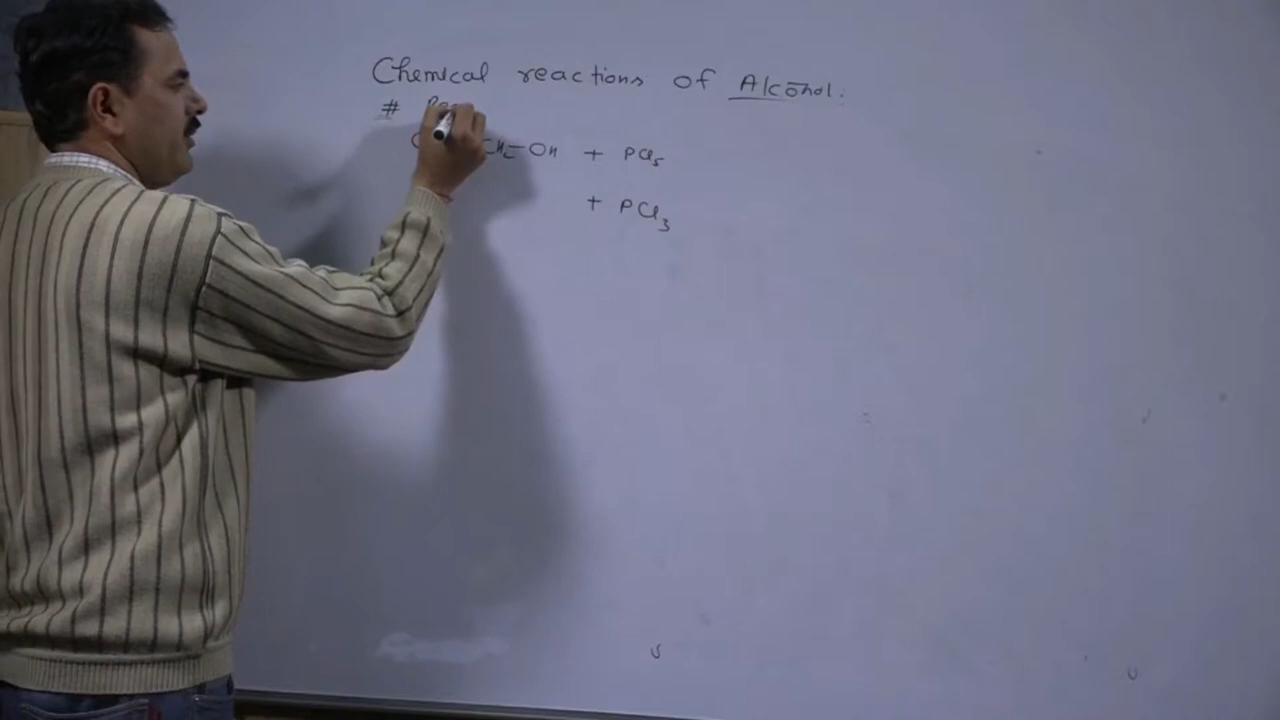 Chemical reactions of Alcohol.
#
CH₂-OH + PCl₅
+ PCl₃